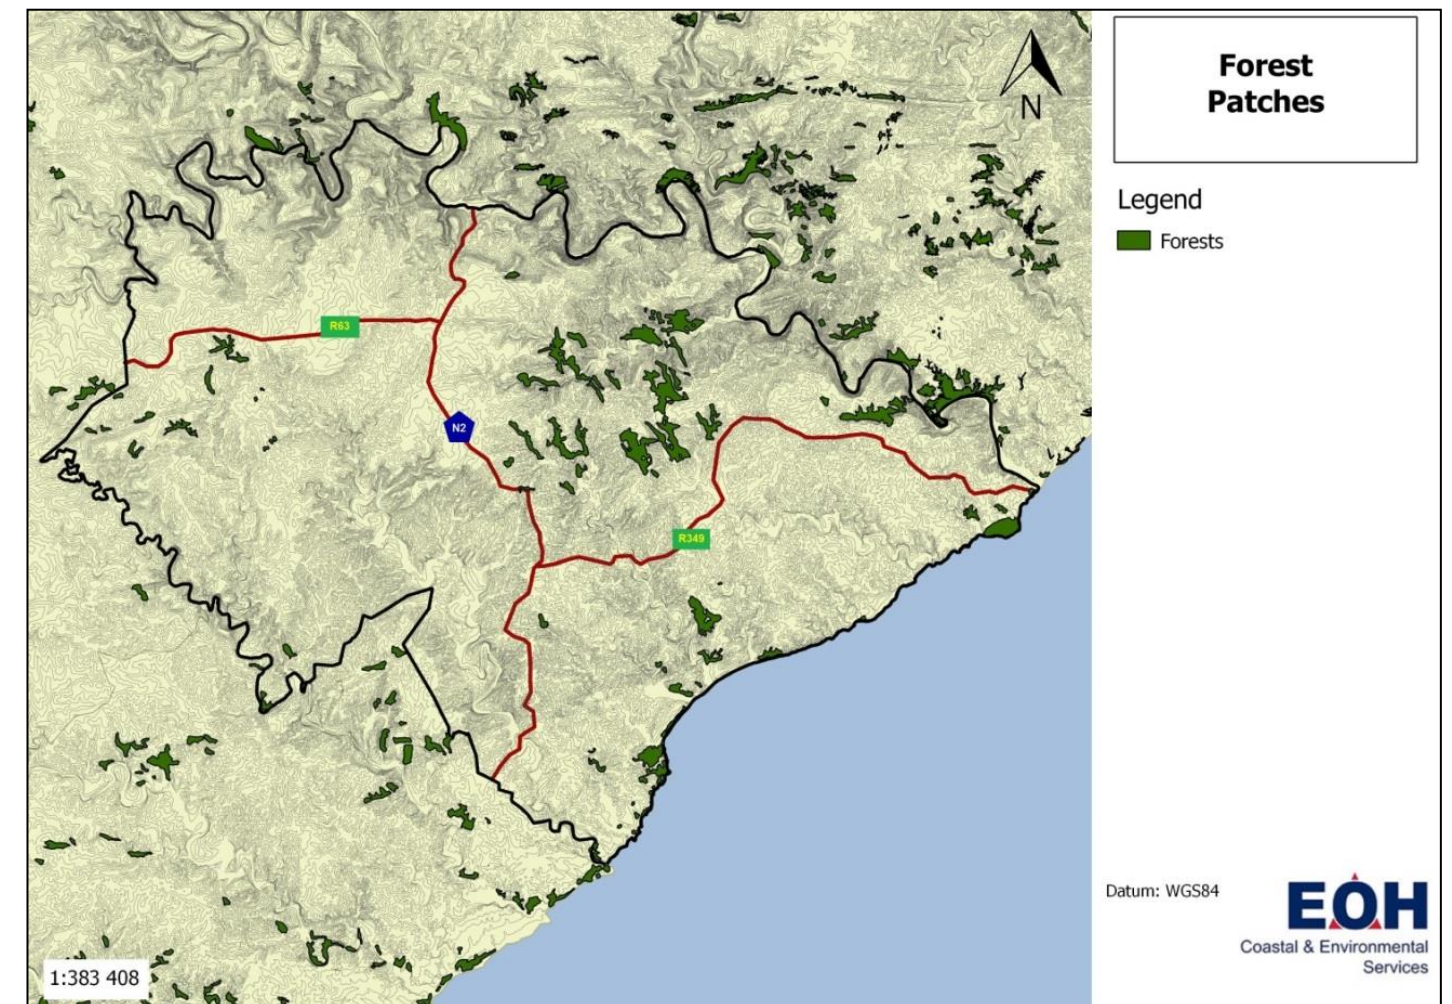 Forest
Patches
N
Legend
Forests
R63
N2
R349
Datum: WGS84
EOH
Coastal & Environmental
Services
1:383 408